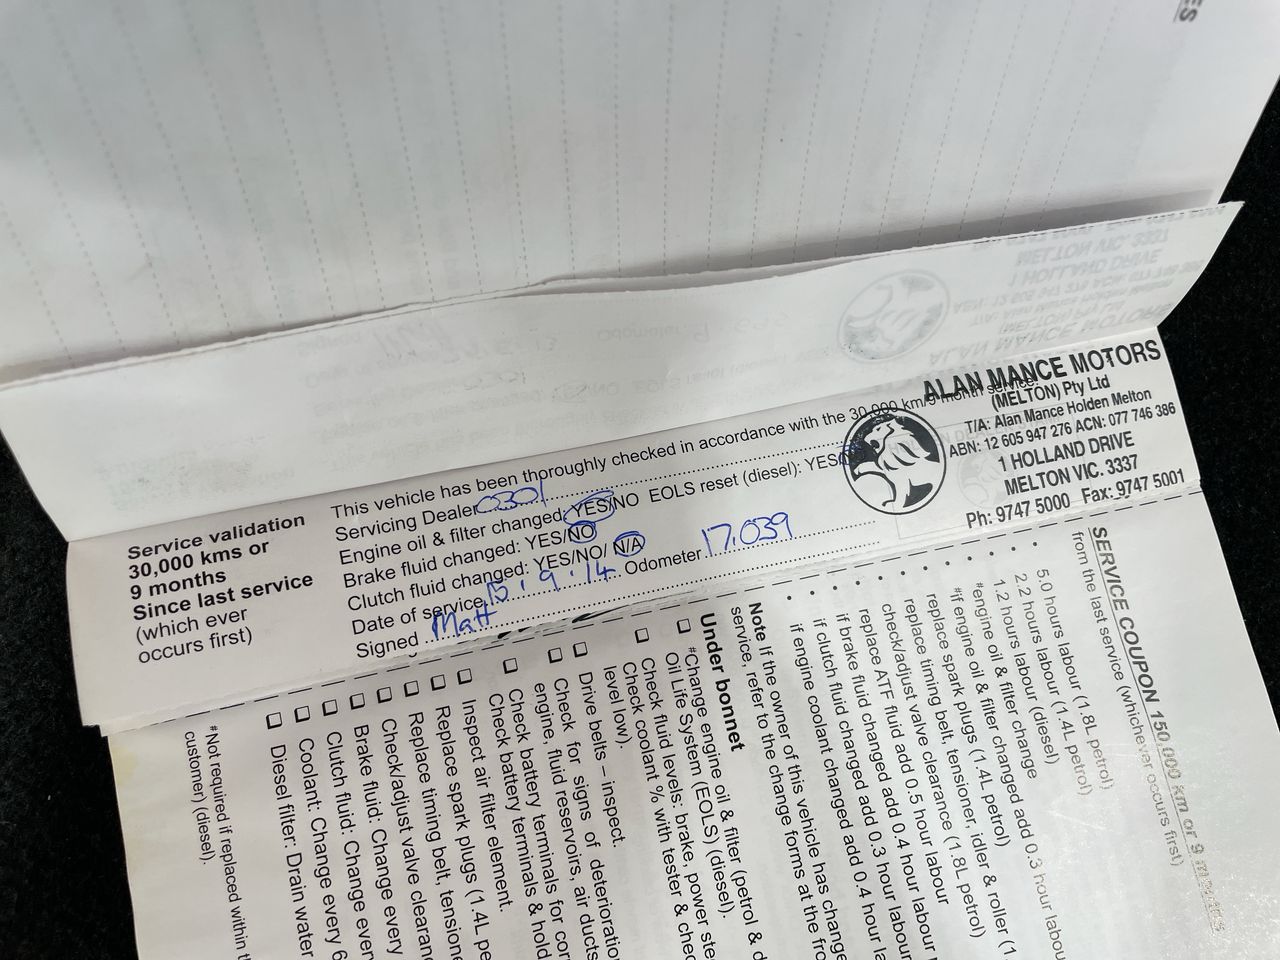 ES
Service validation
30,000 kms or
9 months
Since last service
(which ever
occurs first)
This vehicle has been thoroughly checked in accordance with the 30,000 km/9 month service.
Servicing Dealer 0301
Engine oil & filter changed: YES/NO EOLS reset (diesel): YES/
Brake fluid changed: YES/NO
Clutch fluid changed: YES/NO/ N/A
Date of service 15.9.14 Odometer 17,039
Signed Matt
ALAN MANCE MOTORS
(MELTON) Pty Ltd
T/A: Alan Mance Holden Melton
ABN: 12 605 947 276 ACN: 077 746 386
1 HOLLAND DRIVE
MELTON VIC. 3337
Ph: 9747 5000 Fax: 9747 5001
SERVICE COUPON 150,000 km or 9 months
from the last service (whichever occurs first)
5.0 hours labour (1.8L petrol)
2.2 hours labour (1.4L petrol)
1.2 hours labour (diesel)
#engine oil & filter change
#if engine oil & filter changed add 0.3 hour labou
replace spark plugs (1.4L petrol)
replace timing belt, tensioner, idler & roller (1
check/adjust valve clearance (1.8L petrol)
replace ATF fluid add 0.5 hour labour
if brake fluid changed add 0.4 hour labour
if clutch fluid changed add 0.3 hour labour
if engine coolant changed add 0.4 hour la
Note If the owner of this vehicle has change
service, refer to the change forms at the fro
Under bonnet
#Change engine oil & filter (petrol & d
Oil Life System (EOLS) (diesel).
Check fluid levels: brake, power ste
Check coolant % with tester & chec
level low).
Drive belts – inspect.
Check for signs of deterioratio
engine, fluid reservoirs, air ducts
Check battery terminals for cor
Check battery terminals & hold
Inspect air filter element.
Replace spark plugs (1.4L pe
Replace timing belt, tensione
Check/adjust valve clearanc
Brake fluid: Change every
Clutch fluid: Change even
Coolant: Change every 6
Diesel filter: Drain water
#Not required if replaced within t
customer) (diesel).